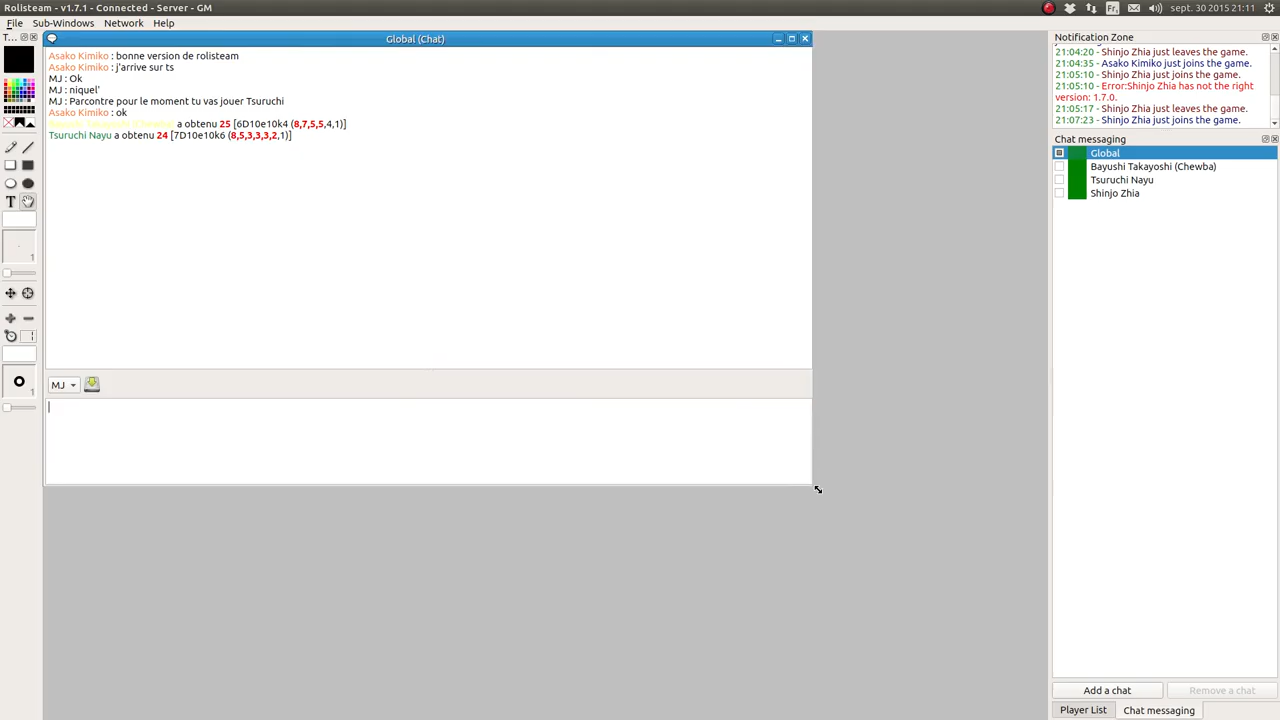 Rolisteam - v1.7.1 - Connected - Server - GM
Fr₁
sept. 30 2015 21:11
File Sub-Windows Network Help
T...
Global (Chat)
Asako Kimiko : bonne version de rolisteam
Asako Kimiko : j'arrive sur ts
MJ : Ok
MJ : niquel'
MJ : Parcontre pour le moment tu vas jouer Tsuruchi
Asako Kimiko : ok
a obtenu 25 [6D10e10k4 (8,7,5,5,4,1)]
Tsuruchi Nayu a obtenu 24 [7D10e10k6 (8,5,3,3,3,2,1)]
MJ
T
1
1
1
Notification Zone
21:04:20 - Shinjo Zhia just leaves the game.
21:04:35 - Asako Kimiko just joins the game.
21:05:10 - Shinjo Zhia just joins the game.
21:05:10 - Error:Shinjo Zhia has not the right
version: 1.7.0.
21:05:17 - Shinjo Zhia just leaves the game.
21:07:23 - Shinjo Zhia just joins the game.
Chat messaging
Global
Bayushi Takayoshi (Chewba)
Tsuruchi Nayu
Shinjo Zhia
Add a chat
Remove a chat
Player List
Chat messaging